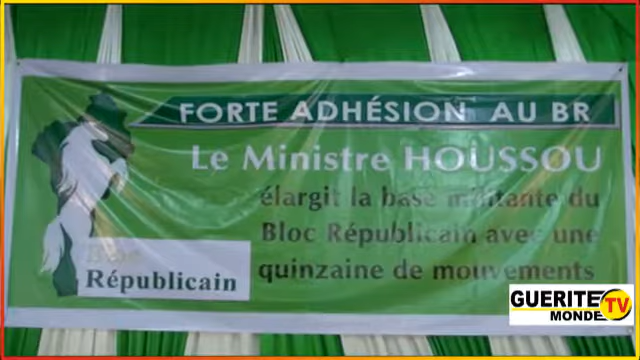 FORTE ADHÉSION AU BR
Le Ministre HOUSSOU
élargit la base militante du
Bloc Républicain avec une
quinzaine de mouvements
Bloc
Républicain
GUERITE
MONDE
TV